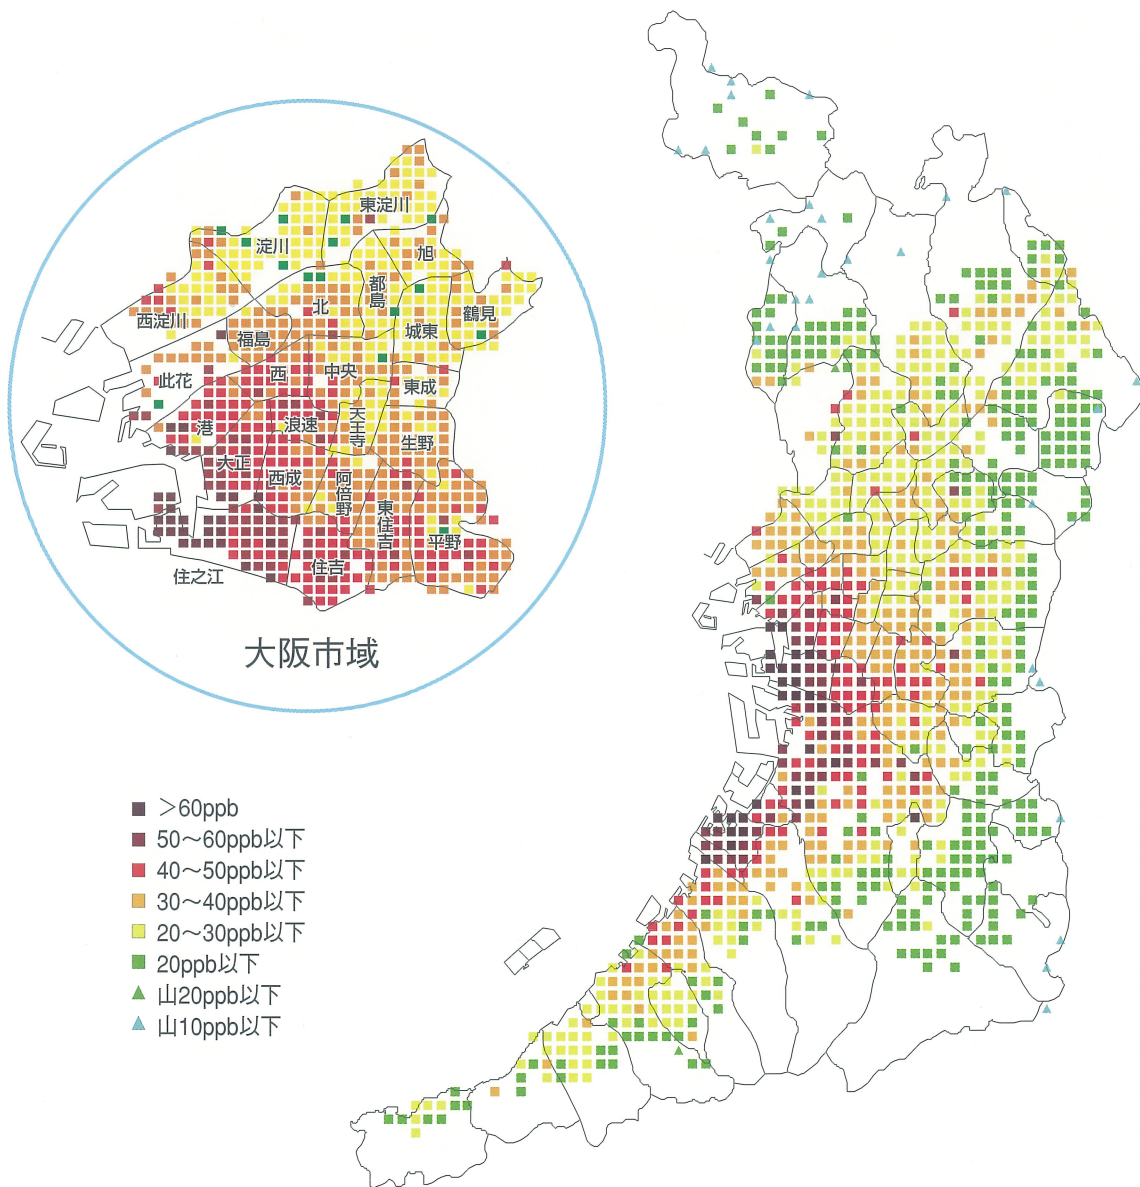 東淀川
淀川
旭
都島
北
鶴見
西淀川
城東
福島
西
中央
此花
東成
天王寺
港
浪速
生野
大正
西成
阿倍野
東住吉
平野
住吉
住之江
大阪市域
＞60ppb
50〜60ppb以下
40〜50ppb以下
30〜40ppb以下
20〜30ppb以下
20ppb以下
山20ppb以下
山10ppb以下